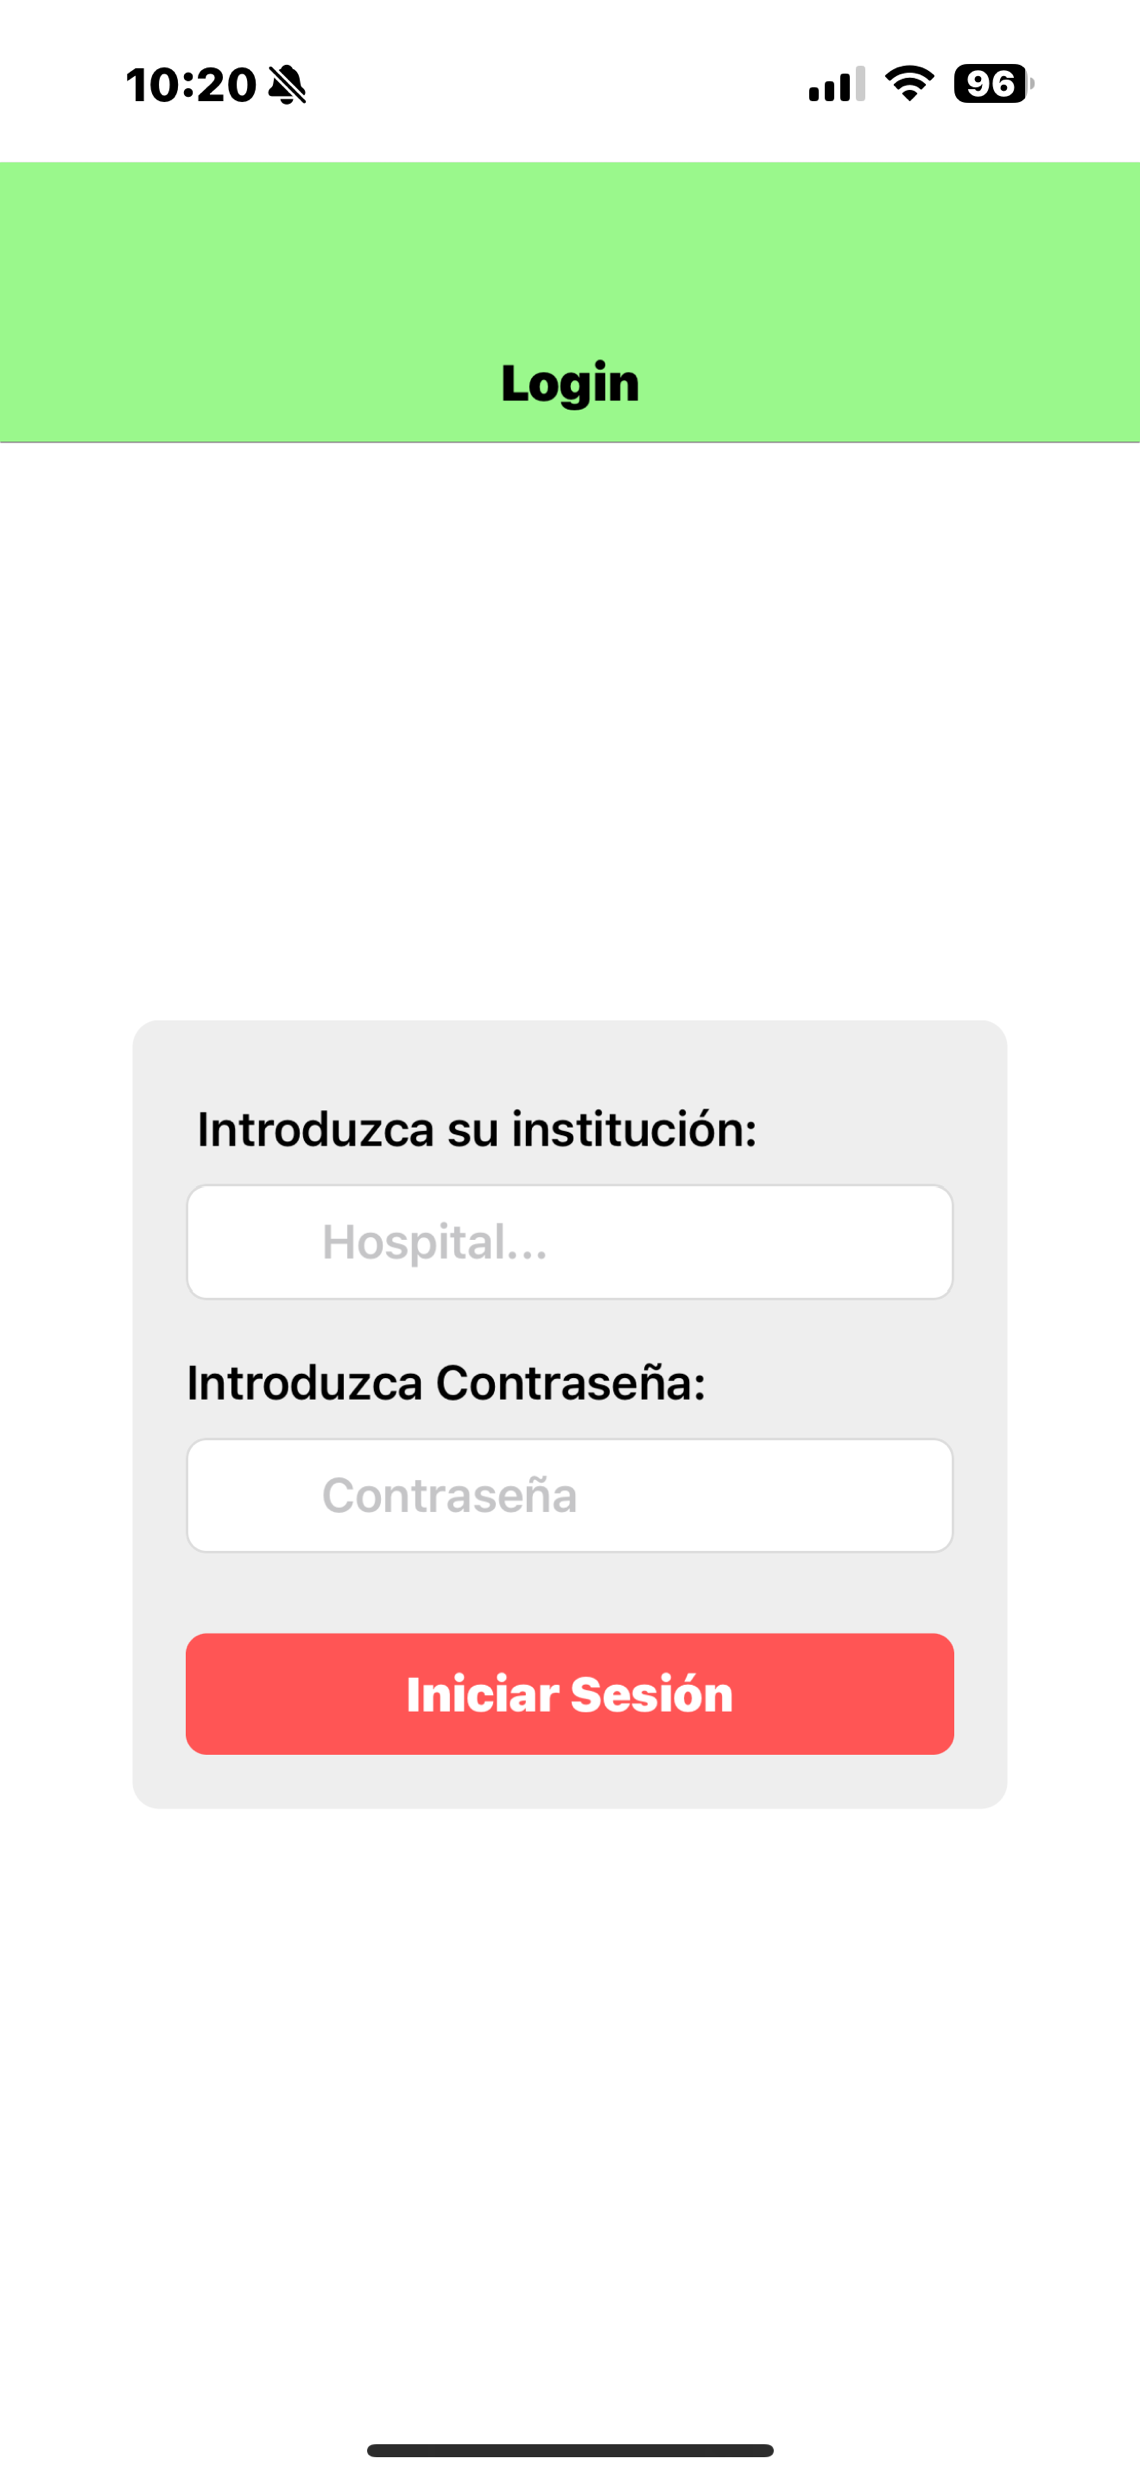 10:20
96
Login
Introduzca su institución:
Hospital...
Introduzca Contraseña:
Contraseña
Iniciar Sesión